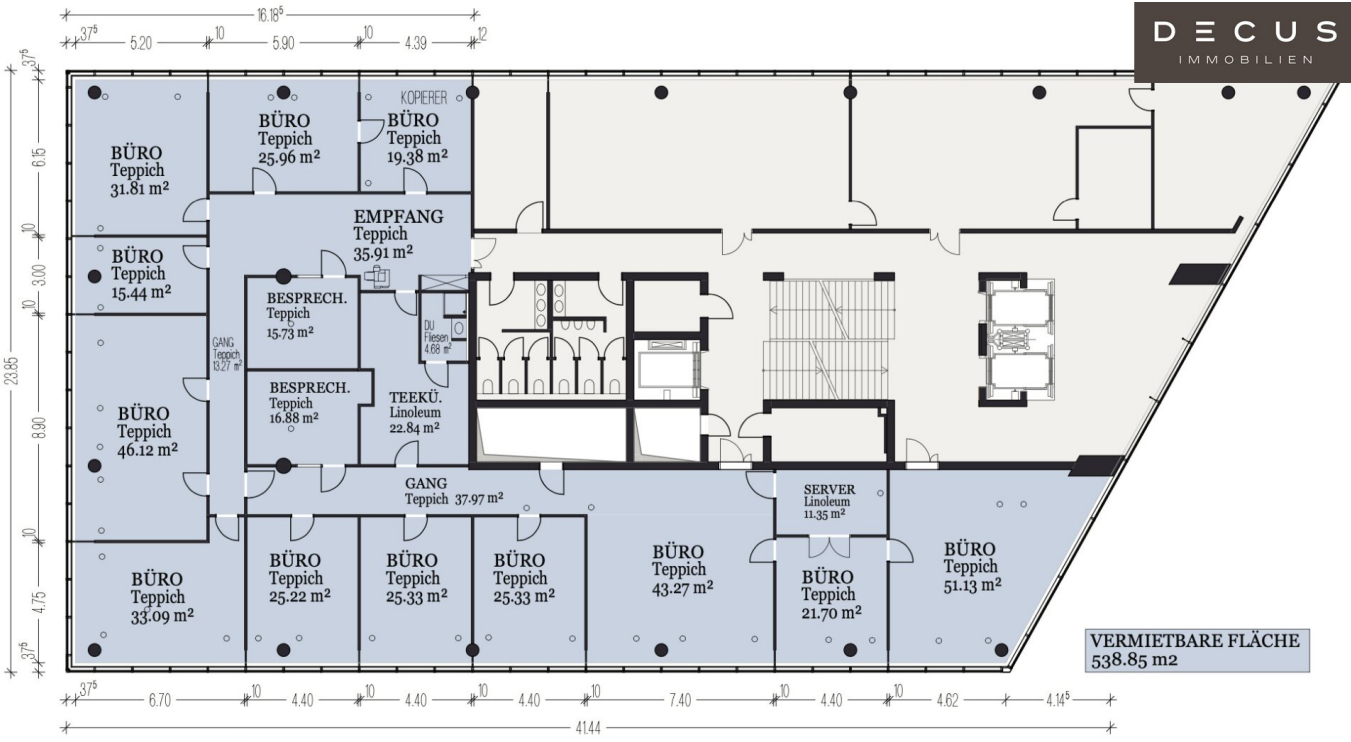 DECUS
IMMOBILIEN
16.18⁵
37⁵ 5.20 10 5.90 10 4.39 12
37⁵
6.15
10
3.00
10
8.90
10
4.75
37⁵
23.85
BÜRO
Teppich
31.81 m²
BÜRO
Teppich
25.96 m²
KOPIERER
BÜRO
Teppich
19.38 m²
EMPFANG
Teppich
35.91 m²
BÜRO
Teppich
15.44 m²
BESPRECH.
Teppich
15.73 m²
GANG
Teppich
13.27 m²
DU
Fliesen
4.68 m²
BESPRECH.
Teppich
16.88 m²
TEEKÜ.
Linoleum
22.84 m²
BÜRO
Teppich
46.12 m²
GANG
Teppich 37.97 m²
SERVER
Linoleum
11.35 m²
BÜRO
Teppich
33.09 m²
BÜRO
Teppich
25.22 m²
BÜRO
Teppich
25.33 m²
BÜRO
Teppich
25.33 m²
BÜRO
Teppich
43.27 m²
BÜRO
Teppich
21.70 m²
BÜRO
Teppich
51.13 m²
VERMIETBARE FLÄCHE
538.85 m2
37⁵ 6.70 10 4.40 10 4.40 10 4.40 10 7.40 10 4.40 10 4.62 4.14⁵
41.44